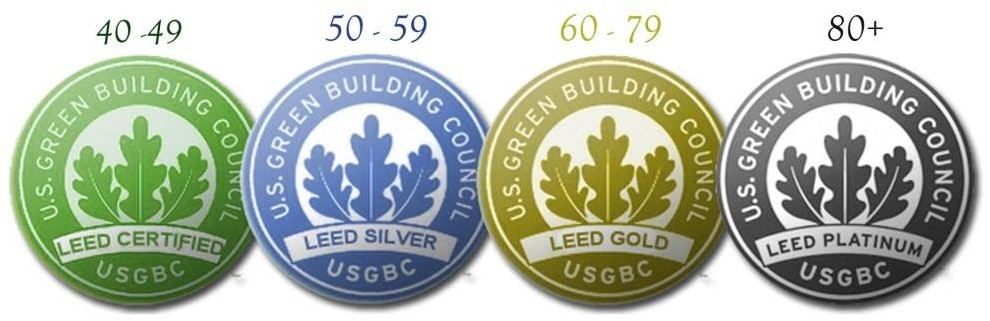 40 -49
50 - 59
60 - 79
80+
U.S. GREEN BUILDING COUNCIL
LEED CERTIFIED
USGBC
U.S. GREEN BUILDING COUNCIL
LEED SILVER
USGBC
U.S. GREEN BUILDING COUNCIL
LEED GOLD
USGBC
U.S. GREEN BUILDING COUNCIL
LEED PLATINUM
USGBC